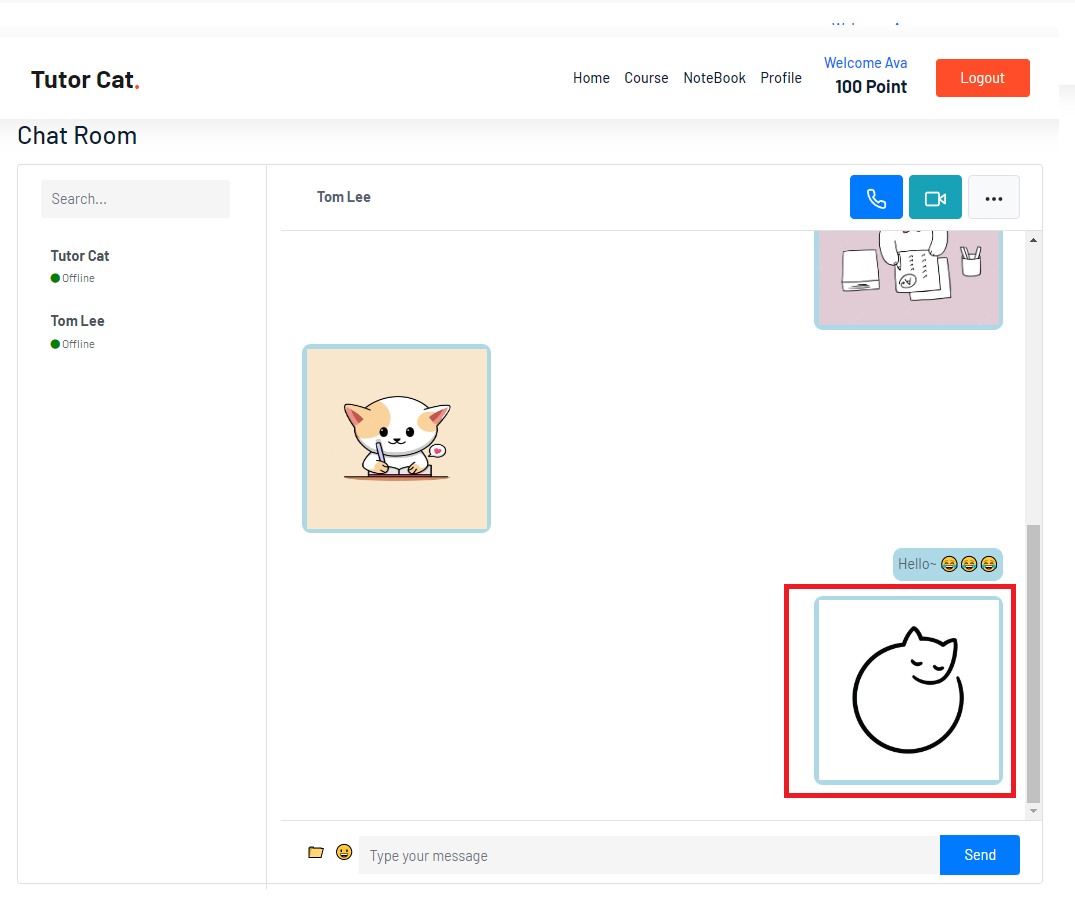 Tutor Cat.
Home Course NoteBook Profile
Welcome Ava
100 Point
Logout
Chat Room
Search...
Tutor Cat
Offline
Tom Lee
Offline
Tom Lee
Hello~ 😂😂😂
Type your message
Send